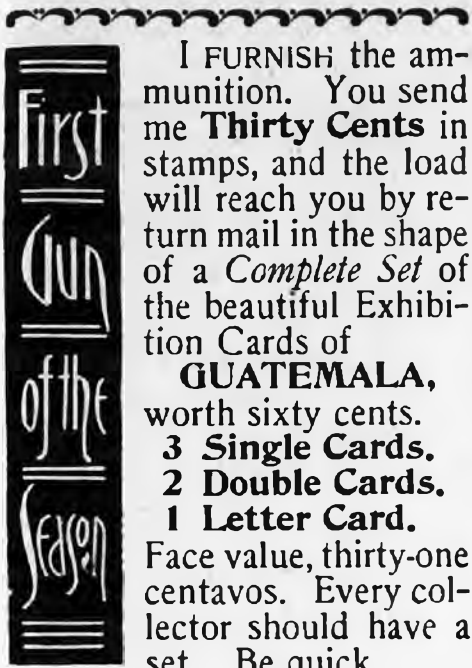 First
Gun
of the
Season
I FURNISH the am-
munition. You send
me Thirty Cents in
stamps, and the load
will reach you by re-
turn mail in the shape
of a Complete Set of
the beautiful Exhibi-
tion Cards of
GUATEMALA,
worth sixty cents.
3 Single Cards.
2 Double Cards.
1 Letter Card.
Face value, thirty-one
centavos. Every col-
lector should have a
set. Be quick